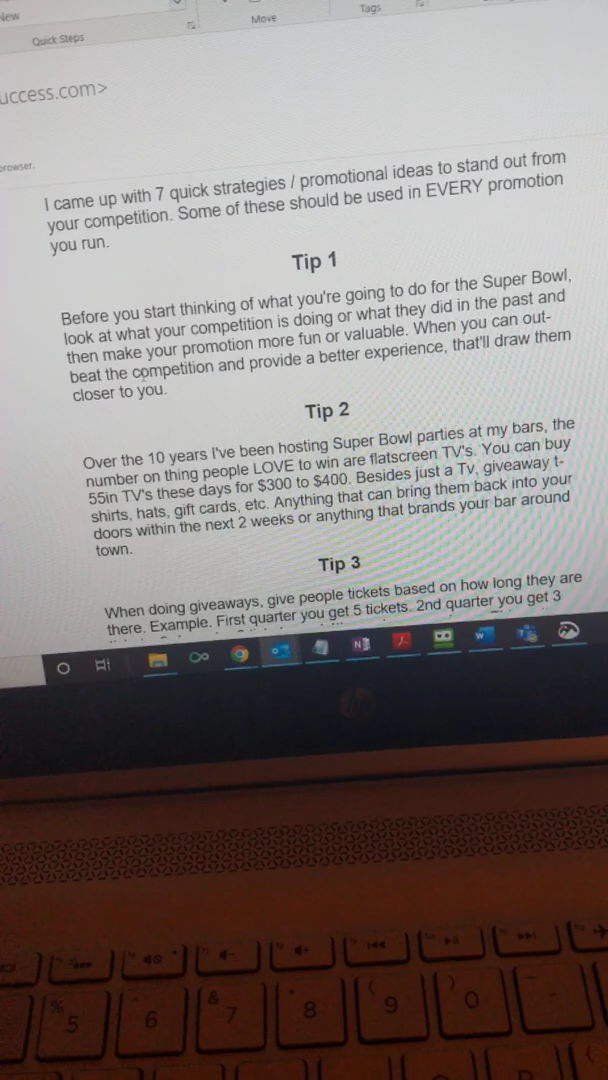 New
Quick Steps
Move
Tags
uccess.com>
browser.
I came up with 7 quick strategies / promotional ideas to stand out from
your competition. Some of these should be used in EVERY promotion
you run.
Tip 1
Before you start thinking of what you're going to do for the Super Bowl,
look at what your competition is doing or what they did in the past and
then make your promotion more fun or valuable. When you can out-
beat the competition and provide a better experience, that'll draw them
closer to you.
Tip 2
Over the 10 years I've been hosting Super Bowl parties at my bars, the
number on thing people LOVE to win are flatscreen TV's. You can buy
55in TV's these days for $300 to $400. Besides just a Tv, giveaway t-
shirts, hats, gift cards, etc. Anything that can bring them back into your
doors within the next 2 weeks or anything that brands your bar around
town.
Tip 3
When doing giveaways, give people tickets based on how long they are
there. Example. First quarter you get 5 tickets. 2nd quarter you get 3
hp
% 5
^ 6
& 7
* 8
( 9
) 0
-